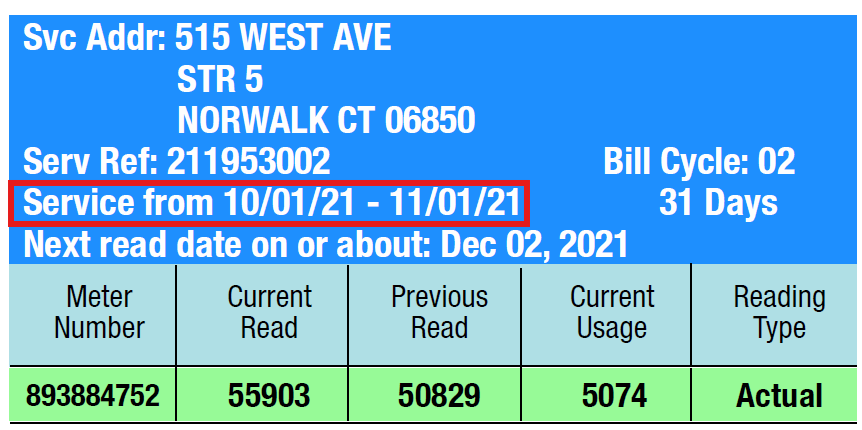 Svc Addr: 515 WEST AVE
STR 5
NORWALK CT 06850
Serv Ref: 211953002 Bill Cycle: 02
Service from 10/01/21 - 11/01/21 31 Days
Next read date on or about: Dec 02, 2021
Meter Number Current Read Previous Read Current Usage Reading Type
893884752 55903 50829 5074 Actual